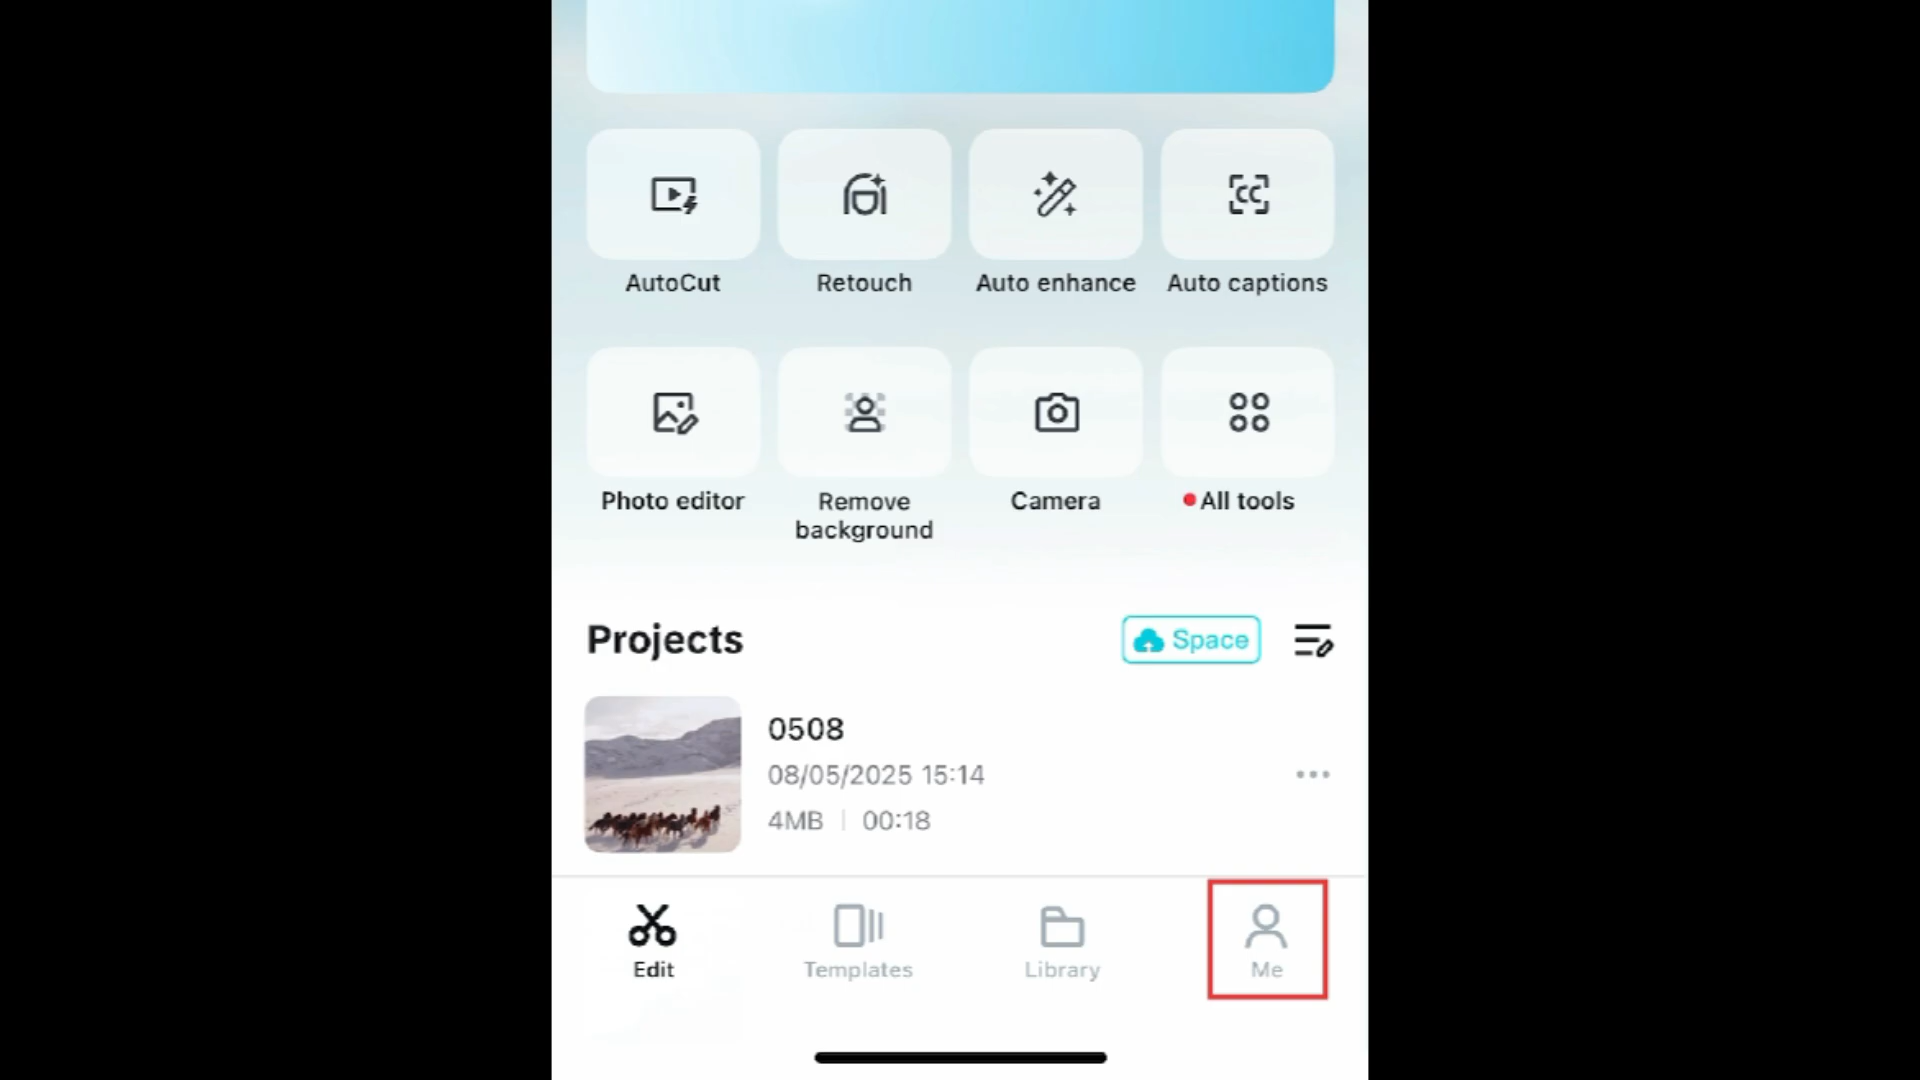 AutoCut
Retouch
Auto enhance
Auto captions
Photo editor
Remove
background
Camera
All tools
Projects
Space
0508
08/05/2025 15:14
4MB | 00:18
Edit
Templates
Library
Me